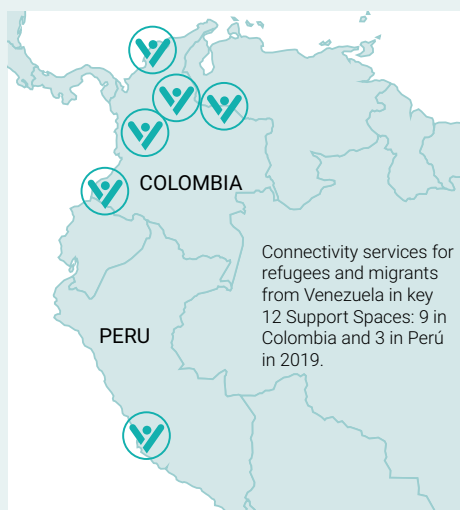 COLOMBIA
Connectivity services for
refugees and migrants
from Venezuela in key
12 Support Spaces: 9 in
Colombia and 3 in Perú
in 2019.
PERU